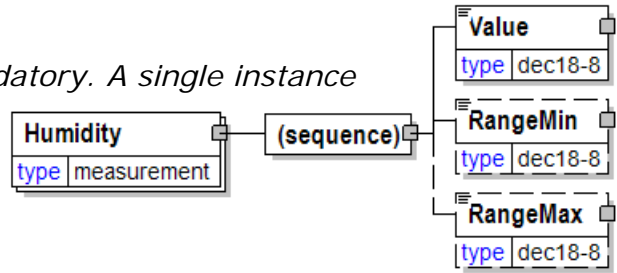 Value
type dec18-8
datory. A single instance
RangeMin
Humidity
(sequence)
type dec18-8
type measurement
RangeMax
type dec18-8